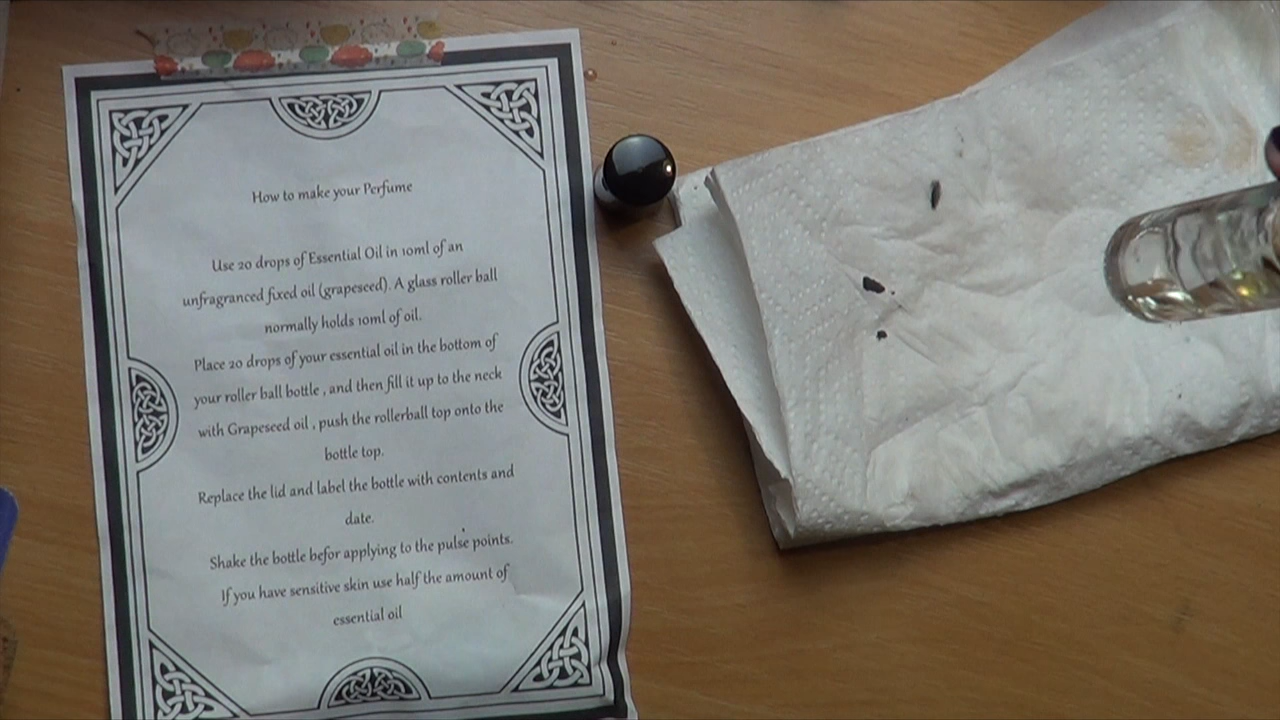 How to make your Perfume
Use 20 drops of Essential Oil in 10ml of an
unfragranced fixed oil (grapeseed). A glass roller ball
normally holds 10ml of oil.
Place 20 drops of your essential oil in the bottom of
your roller ball bottle , and then fill it up to the neck
with Grapeseed oil , push the rollerball top onto the
bottle top.
Replace the lid and label the bottle with contents and
date.
Shake the bottle befor applying to the pulse points.
If you have sensitive skin use half the amount of
essential oil